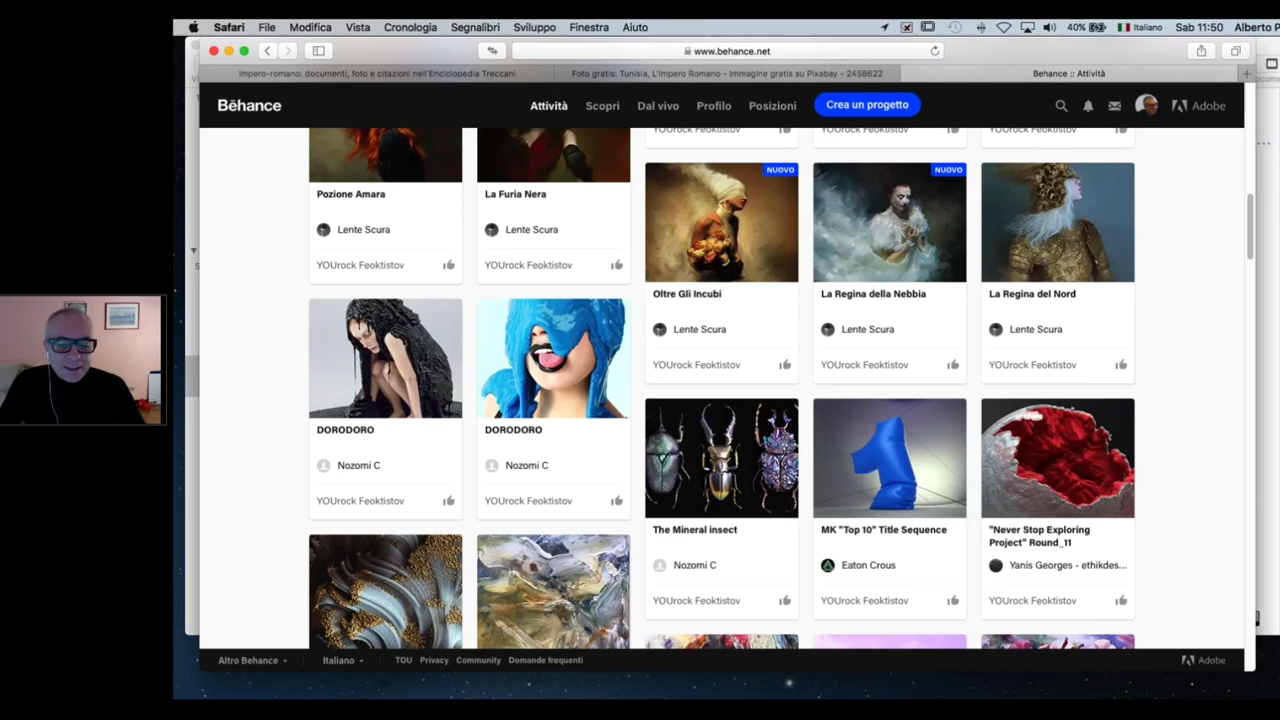 Safari File Modifica Vista Cronologia Segnalibri Sviluppo Finestra Aiuto 40% Italiano Sab 11:50 Alberto P
www.behance.net
impero-romano: documenti, foto e citazioni nell'Enciclopedia Treccani Foto gratis: Tunisia, L'Impero Romano - Immagine gratis su Pixabay - 2458622 Behance :: Attività
Bēhance Attività Scopri Dal vivo Profilo Posizioni Crea un progetto Adobe
YOUrock Feoktistov YOUrock Feoktistov YOUrock Feoktistov
NUOVO NUOVO
Pozione Amara La Furia Nera
Lente Scura Lente Scura
YOUrock Feoktistov YOUrock Feoktistov
Oltre Gli Incubi La Regina della Nebbia La Regina del Nord
Lente Scura Lente Scura Lente Scura
YOUrock Feoktistov YOUrock Feoktistov YOUrock Feoktistov
DORODORO DORODORO
Nozomi C Nozomi C
YOUrock Feoktistov YOUrock Feoktistov
The Mineral insect MK "Top 10" Title Sequence "Never Stop Exploring
Project" Round_11
Nozomi C Eaton Crous Yanis Georges - ethikdes...
YOUrock Feoktistov YOUrock Feoktistov YOUrock Feoktistov
Altro Behance Italiano TOU Privacy Community Domande frequenti Adobe